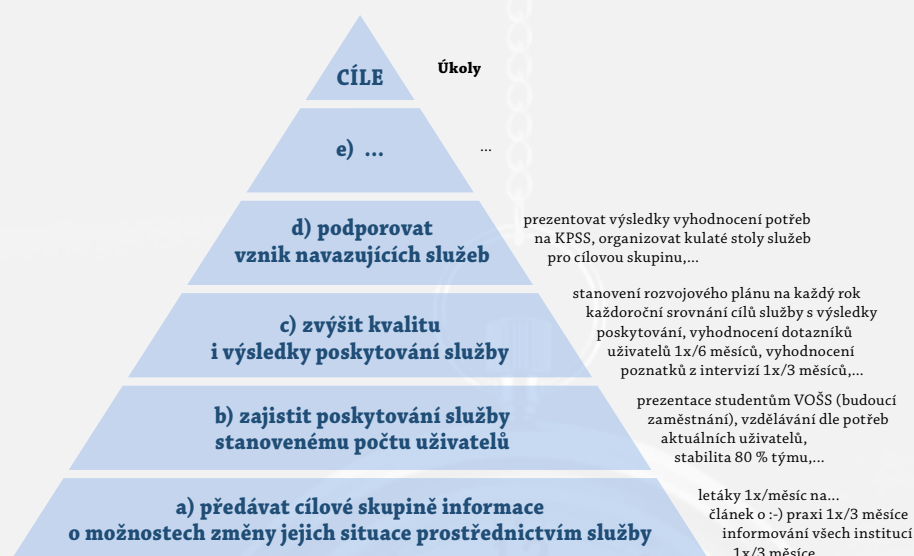 CÍLE
Úkoly
e) ...
...
d) podporovat
vznik navazujících služeb
prezentovat výsledky vyhodnocení potřeb
na KPSS, organizovat kulaté stoly služeb
pro cílovou skupinu,...
c) zvýšit kvalitu
i výsledky poskytování služby
stanovení rozvojového plánu na každý rok
každoroční srovnání cílů služby s výsledky
poskytování, vyhodnocení dotazníků
uživatelů 1x/6 měsíců, vyhodnocení
poznatků z intervizí 1x/3 měsíců,...
b) zajistit poskytování služby
stanovenému počtu uživatelů
prezentace studentům VOŠS (budoucí
zaměstnání), vzdělávání dle potřeb
aktuálních uživatelů,
stabilita 80 % týmu,...
a) předávat cílové skupině informace
o možnostech změny jejich situace prostřednictvím služby
letáky 1x/měsíc na...
článek o :-) praxi 1x/3 měsíce
informování všech institucí
1x/3 měsíce